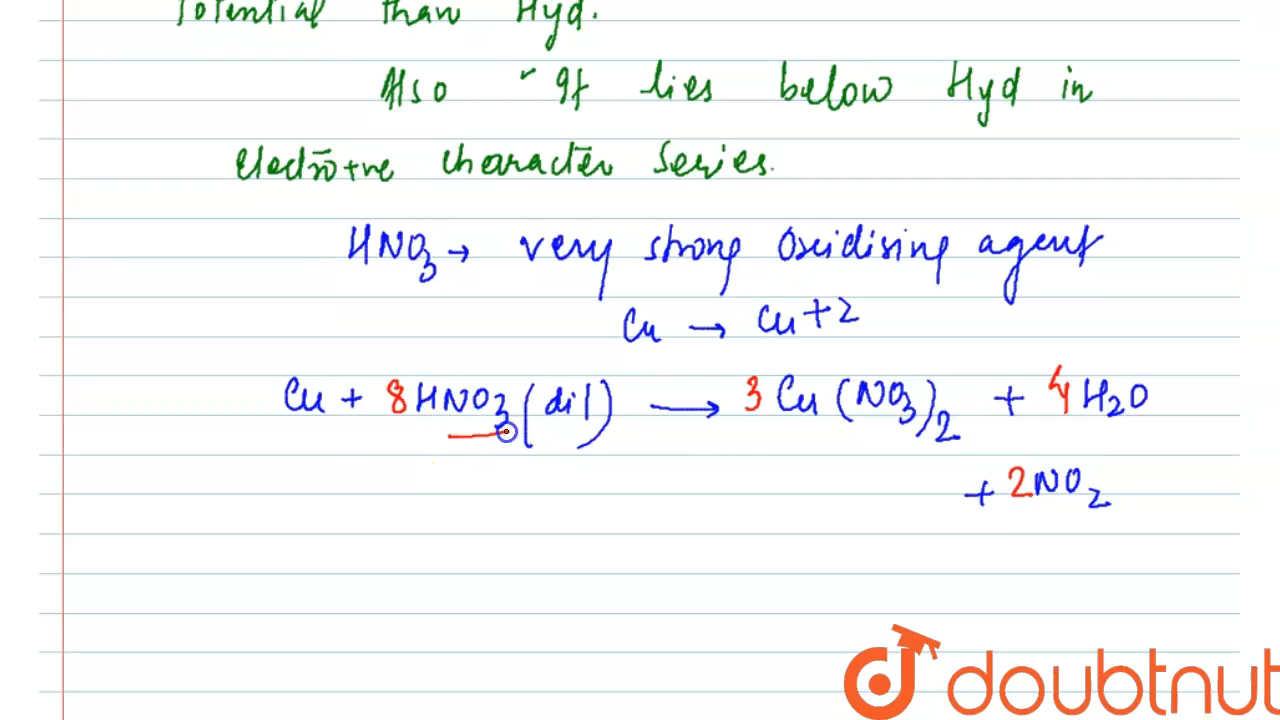 Potential than Hyd.
Also " If lies below Hyd in
electro+ve character series.
HNO3 → very strong Oxidising agent
Cu → Cu+2
Cu + 8HNO3 (dil) → 3Cu(NO3)2 + 4H2O
+ 2NO2
doubtnut